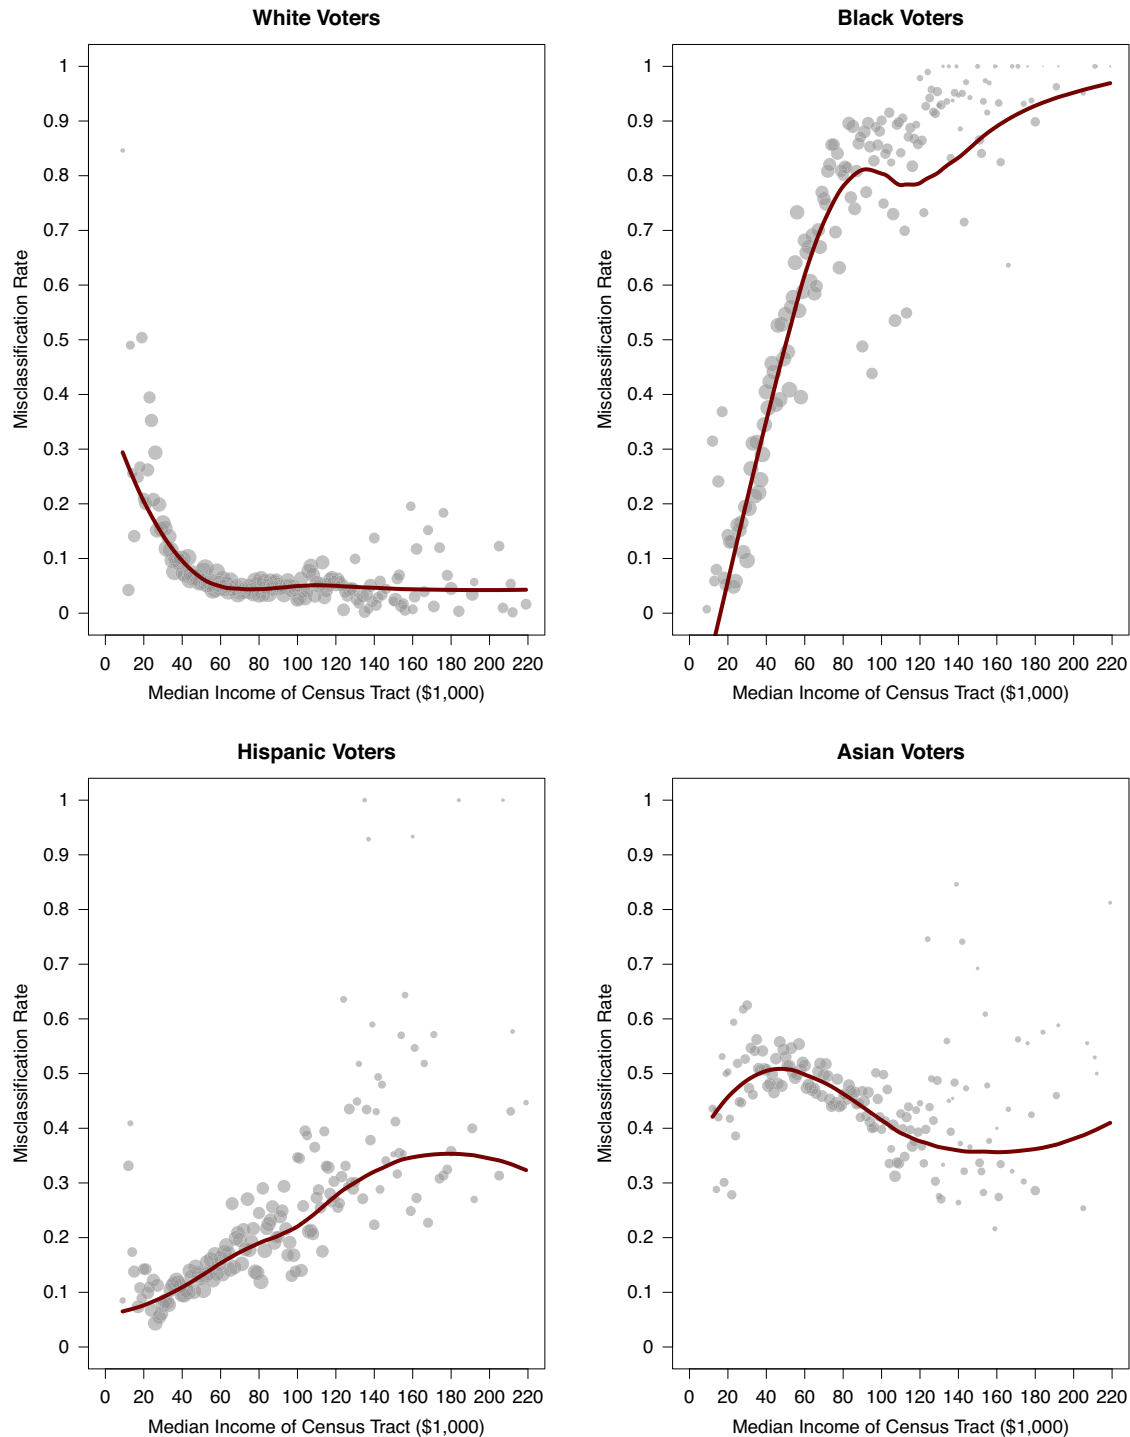 White Voters
1
0.9
0.8
0.7
0.6
0.5
0.4
0.3
0.2
0.1
0
Misclassification Rate
0 20 40 60 80 100 120 140 160 180 200 220
Median Income of Census Tract ($1,000)
Black Voters
1
0.9
0.8
0.7
0.6
0.5
0.4
0.3
0.2
0.1
0
Misclassification Rate
0 20 40 60 80 100 120 140 160 180 200 220
Median Income of Census Tract ($1,000)
Hispanic Voters
1
0.9
0.8
0.7
0.6
0.5
0.4
0.3
0.2
0.1
0
Misclassification Rate
0 20 40 60 80 100 120 140 160 180 200 220
Median Income of Census Tract ($1,000)
Asian Voters
1
0.9
0.8
0.7
0.6
0.5
0.4
0.3
0.2
0.1
0
Misclassification Rate
0 20 40 60 80 100 120 140 160 180 200 220
Median Income of Census Tract ($1,000)